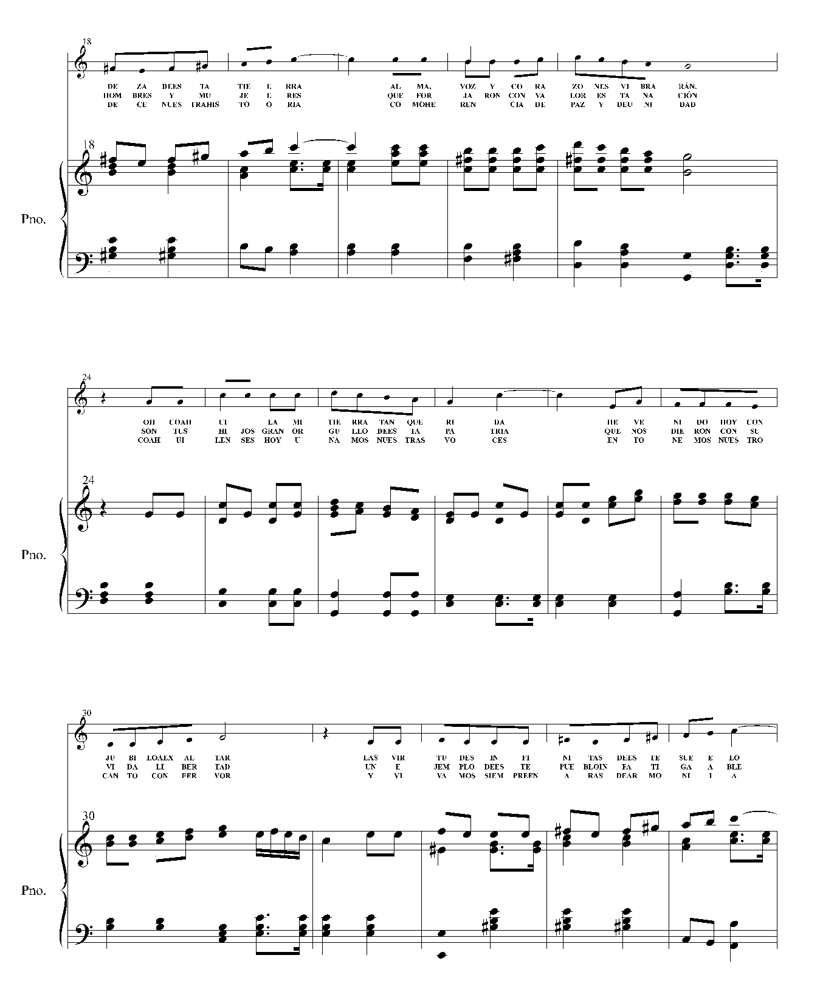 18
DE ZA DEES TA TIE E RRA AL MA, VOZ Y CO RA ZO NES VI BRA RÁN,
HOM BRES Y MU JE E RES QUE FOR JA RON CON VA LOR ES TA NA CIÓN
DE CE NUES TRAHIS TO O RIA CO MOHE REN CIA DE PAZ Y DEU NI DAD
18
Pno.
24
OH COAH UI LA MI TIE RRA TAN QUE RI DA HE VE NI DO HOY CON
SON TUS HI JOS GRAN OR GU LLO DEES TA PA TRIA QUE NOS DIE RON CON SU
COAH UI LEN SES HOY U NA MOS NUES TRAS VO CES EN TO NE MOS NUES TRO
24
Pno.
30
JU BI LOAEX AL TAR LAS VIR TU DES IN FI NI TAS DEES TE SUE E LO
VI DA LI BER TAD UN E JEM PLO DEES TE PUE BLOIN FA TI GA A BLE
CAN TO CON FER VOR Y VI VA MOS SIEM PREEN A RAS DEAR MO NI I A
30
Pno.